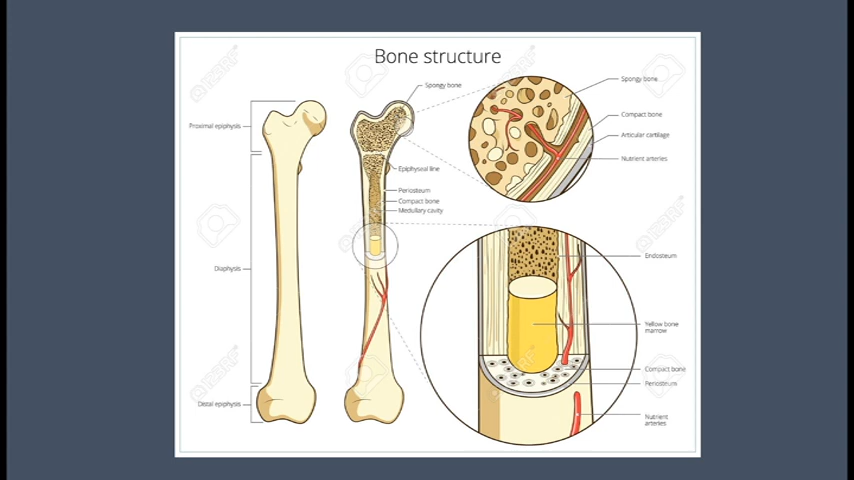 Bone structure
Spongy bone
Proximal epiphysis
Epiphyseal line
Periosteum
Compact bone
Medullary cavity
Diaphysis
Distal epiphysis
Spongy bone
Compact bone
Articular cartilage
Nutrient arteries
Endosteum
Yellow bone
marrow
Compact bone
Periosteum
Nutrient
arteries